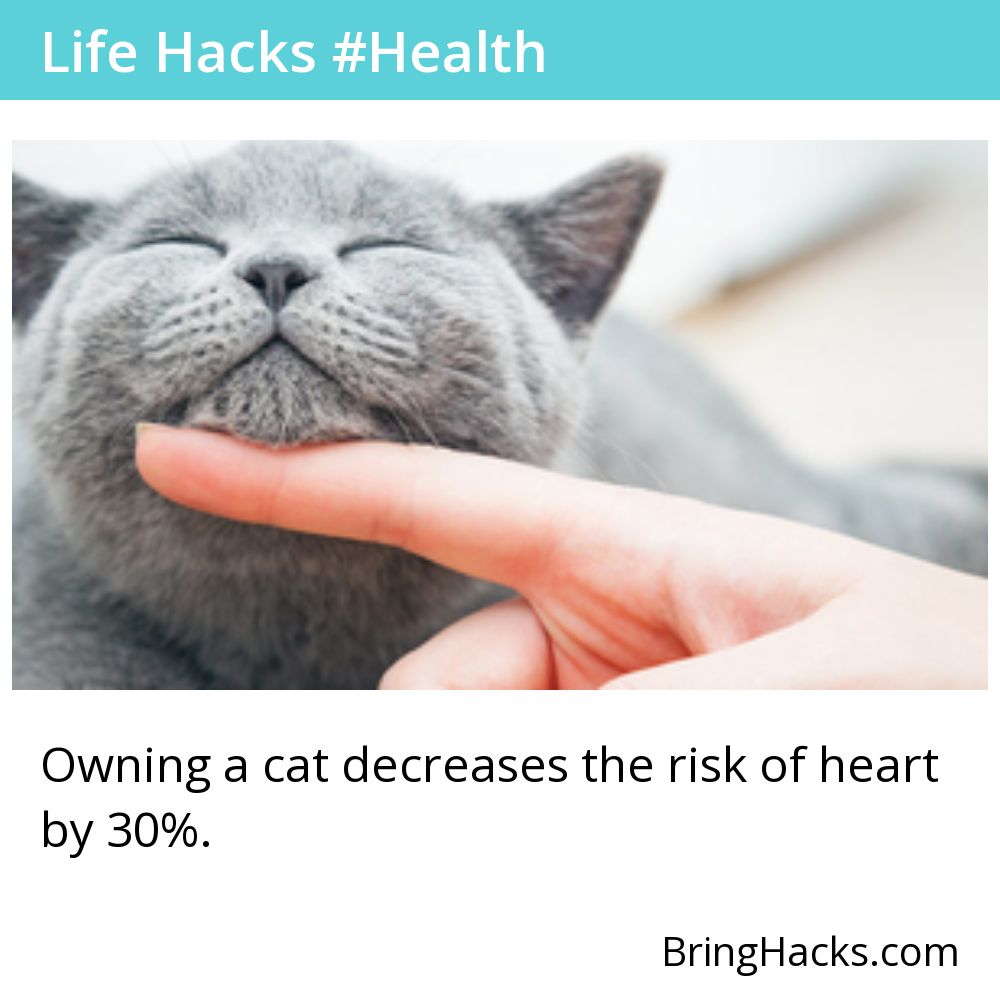 Life Hacks #Health
Owning a cat decreases the risk of heart
by 30%.
BringHacks.com